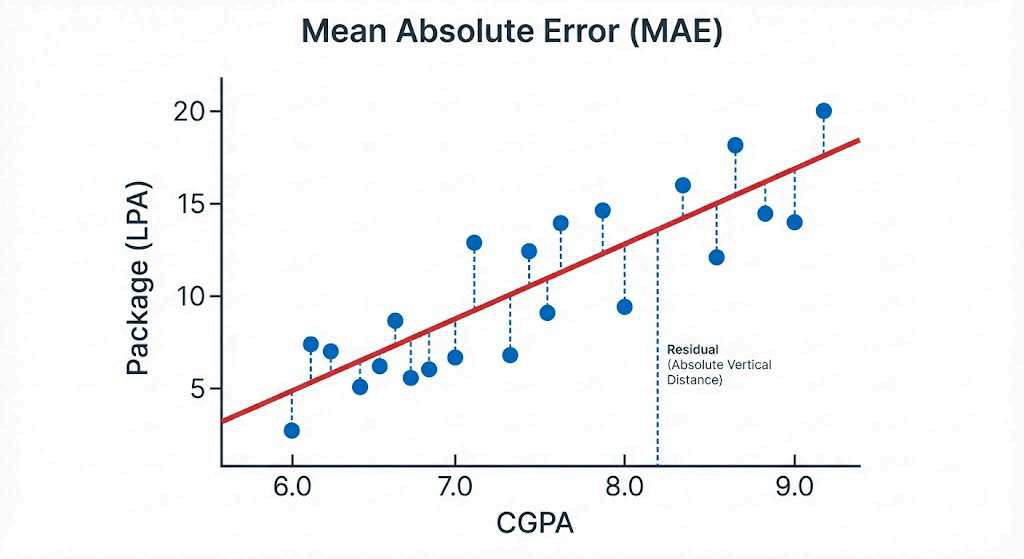 Mean Absolute Error (MAE)
20
15
10
5
Package (LPA)
Residual
(Absolute Vertical
Distance)
6.0
7.0
8.0
9.0
CGPA